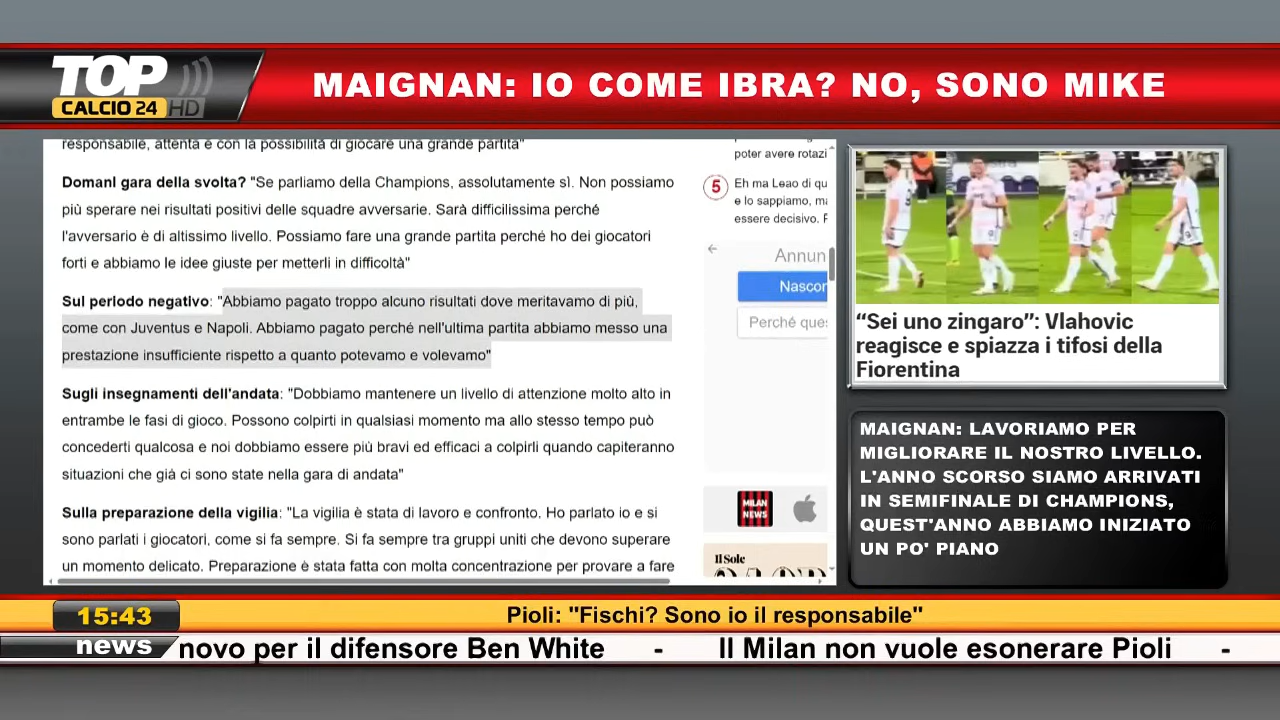 TOP
CALCIO 24 HD
MAIGNAN: IO COME IBRA? NO, SONO MIKE
responsabile, attenta e con la possibilità di giocare una grande partita"
Domani gara della svolta? "Se parliamo della Champions, assolutamente sì. Non possiamo
più sperare nei risultati positivi delle squadre avversarie. Sarà difficilissima perché
l'avversario è di altissimo livello. Possiamo fare una grande partita perché ho dei giocatori
forti e abbiamo le idee giuste per metterli in difficoltà"
Sul periodo negativo: "Abbiamo pagato troppo alcuno risultati dove meritavamo di più,
come con Juventus e Napoli. Abbiamo pagato perché nell'ultima partita abbiamo messo una
prestazione insufficiente rispetto a quanto potevamo e volevamo"
Sugli insegnamenti dell'andata: "Dobbiamo mantenere un livello di attenzione molto alto in
entrambe le fasi di gioco. Possono colpirti in qualsiasi momento ma allo stesso tempo può
concederti qualcosa e noi dobbiamo essere più bravi ed efficaci a colpirli quando capiteranno
situazioni che già ci sono state nella gara di andata"
Sulla preparazione della vigilia: "La vigilia è stata di lavoro e confronto. Ho parlato io e si
sono parlati i giocatori, come si fa sempre. Si fa sempre tra gruppi uniti che devono superare
un momento delicato. Preparazione è stata fatta con molta concentrazione per provare a fare
poter avere rotazi
5
Eh ma Leao di qu
e lo sappiamo, ma
essere decisivo. P
Annun
Nascor
Perché que
MILAN
NEWS
Il Sole
“Sei uno zingaro”: Vlahovic
reagisce e spiazza i tifosi della
Fiorentina
MAIGNAN: LAVORIAMO PER
MIGLIORARE IL NOSTRO LIVELLO.
L'ANNO SCORSO SIAMO ARRIVATI
IN SEMIFINALE DI CHAMPIONS,
QUEST'ANNO ABBIAMO INIZIATO
UN PO' PIANO
15:43
Pioli: "Fischi? Sono io il responsabile"
news
novo per il difensore Ben White - Il Milan non vuole esonerare Pioli -